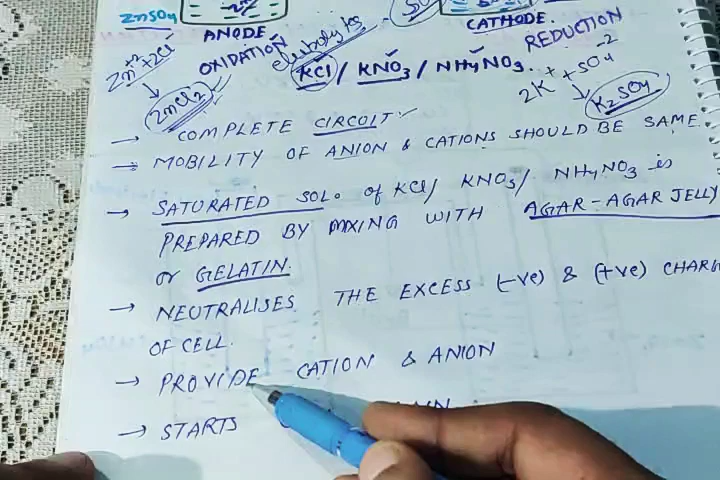 ZnSO4
ANODE
OXIDATION
CATHODE.
REDUCTION
Zn+2 + 2Cl-
ZnCl2
KCl / KNO3 / NH4NO3.
2K+ + SO4-2
K2SO4
→ COMPLETE CIRCUIT
→ MOBILITY OF ANION & CATIONS SHOULD BE SAME
→ SATURATED SOL. of KCl / KNO3 / NH4NO3 is
PREPARED BY MIXING WITH AGAR-AGAR JELLY
or GELATIN.
→ NEUTRALISES THE EXCESS (-ve) & (+ve) CHARG
OF CELL.
→ PROVIDE CATION & ANION
→ STARTS